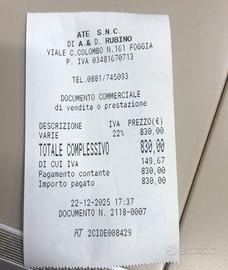 ATE S.N.C.
DI A.& D. RUBINO
VIALE C.COLOMBO N.161 FOGGIA
P. IVA 03481670713
TEL.0881/745093
DOCUMENTO COMMERCIALE
di vendita o prestazione
DESCRIZIONE IVA PREZZO(€)
VARIE 22% 830,00
TOTALE COMPLESSIVO 830,00
DI CUI IVA 149,67
Pagamento contante 830,00
Importo pagato 830,00
22-12-2025 17:37
DOCUMENTO N. 2118-0007
RT 2CIDE008429
subito